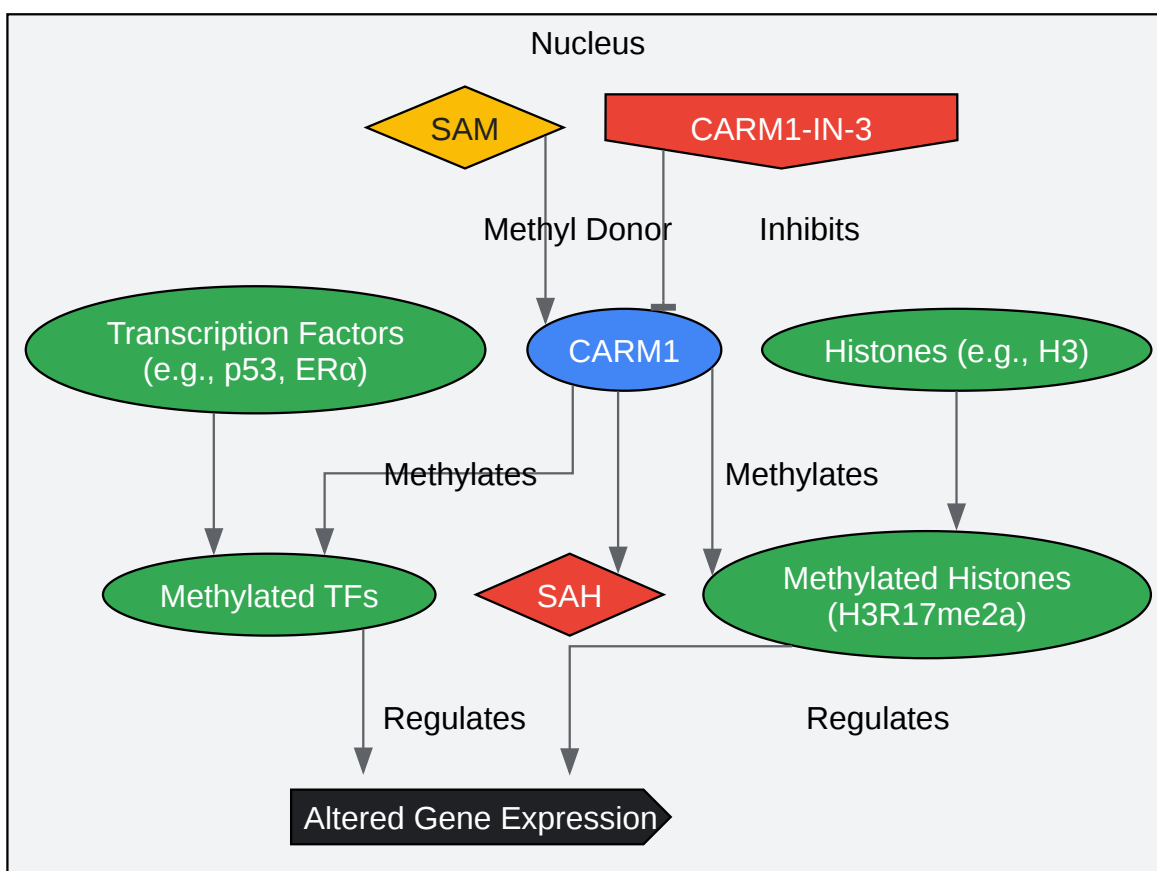 Nucleus
SAM
CARM1-IN-3
Methyl Donor
Inhibits
Transcription Factors
(e.g., p53, ERα)
CARM1
Histones (e.g., H3)
Methylates
Methylates
Methylated TFs
SAH
Methylated Histones
(H3R17me2a)
Regulates
Regulates
Altered Gene Expression